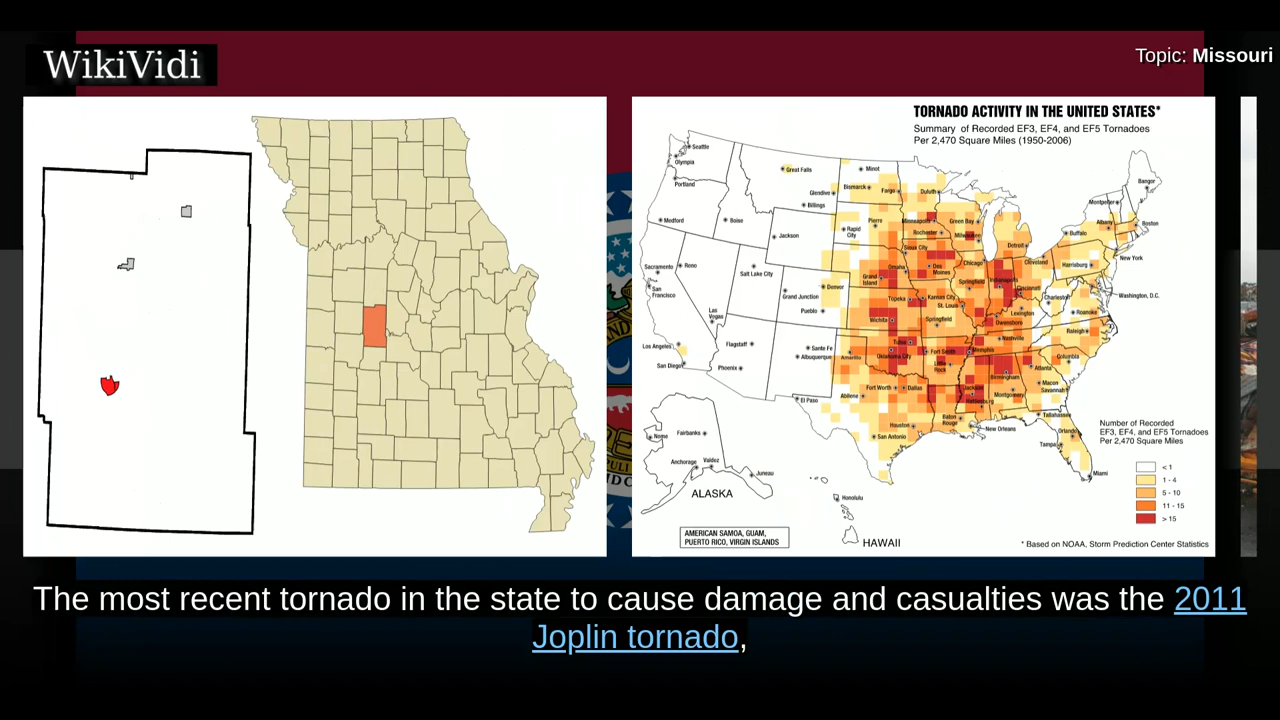 WikiVidi
Topic: Missouri
TORNADO ACTIVITY IN THE UNITED STATES*
Summary of Recorded EF3, EF4, and EF5 Tornadoes
Per 2,470 Square Miles (1950-2006)
Seattle
Olympia
Portland
Medford
Boise
Great Falls
Glendive
Billings
Minot
Bismarck
Fargo
Duluth
Pierre
Rapid
City
Minneapolis
Rochester
Sioux City
Green Bay
Milwaukee
Detroit
Bangor
Montpelier
Albany
Boston
Buffalo
New York
Jackson
Sacramento
Reno
San
Francisco
Salt Lake City
Grand Junction
Denver
Pueblo
Grand
Island
Omaha
Des
Moines
Chicago
Cleveland
Harrisburg
Springfield
Indianapolis
Cincinnati
Charleston
Washington, D.C.
Topeka
Kansas City
St. Louis
Lexington
Roanoke
Las
Vegas
Wichita
Springfield
Owensboro
Raleigh
Los Angeles
San Diego
Flagstaff
Phoenix
Santa Fe
Albuquerque
Amarillo
Tulsa
Oklahoma City
Fort Smith
Little
Rock
Memphis
Nashville
Columbia
Birmingham
Atlanta
El Paso
Abilene
Fort Worth
Dallas
Jackson
Hattiesburg
Montgomery
Macon
Savannah
Tallahassee
Baton
Rouge
New Orleans
Houston
San Antonio
Orlando
Tampa
Miami
Nome
Fairbanks
Anchorage
Valdez
Juneau
ALASKA
Honolulu
HAWAII
AMERICAN SAMOA, GUAM,
PUERTO RICO, VIRGIN ISLANDS
Number of Recorded
EF3, EF4, and EF5 Tornadoes
Per 2,470 Square Miles
< 1
1 - 4
5 - 10
11 - 15
> 15
* Based on NOAA, Storm Prediction Center Statistics
The most recent tornado in the state to cause damage and casualties was the 2011
Joplin tornado,